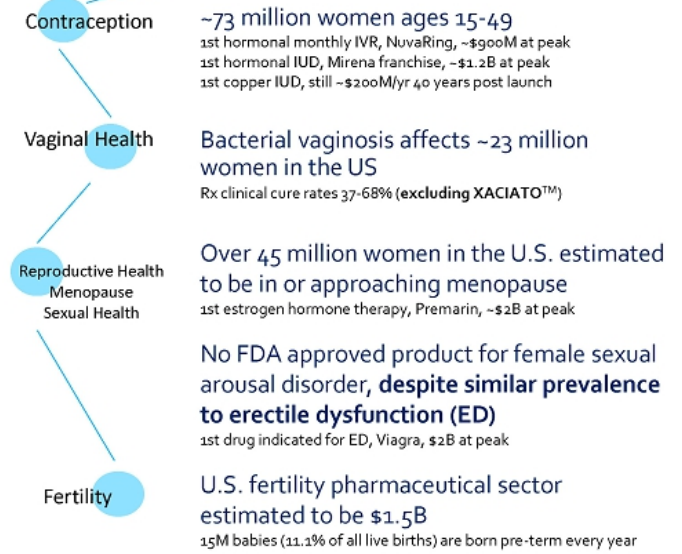 Contraception
~73 million women ages 15-49
1st hormonal monthly IVR, NuvaRing, ~$900M at peak
1st hormonal IUD, Mirena franchise, ~$1.2B at peak
1st copper IUD, still ~$200M/yr 40 years post launch
Vaginal Health
Bacterial vaginosis affects ~23 million
women in the US
Rx clinical cure rates 37-68% (excluding XACIATO™)
Reproductive Health
Menopause
Sexual Health
Over 45 million women in the U.S. estimated
to be in or approaching menopause
1st estrogen hormone therapy, Premarin, ~$2B at peak
No FDA approved product for female sexual
arousal disorder, despite similar prevalence
to erectile dysfunction (ED)
1st drug indicated for ED, Viagra, $2B at peak
Fertility
U.S. fertility pharmaceutical sector
estimated to be $1.5B
15M babies (11.1% of all live births) are born pre-term every year